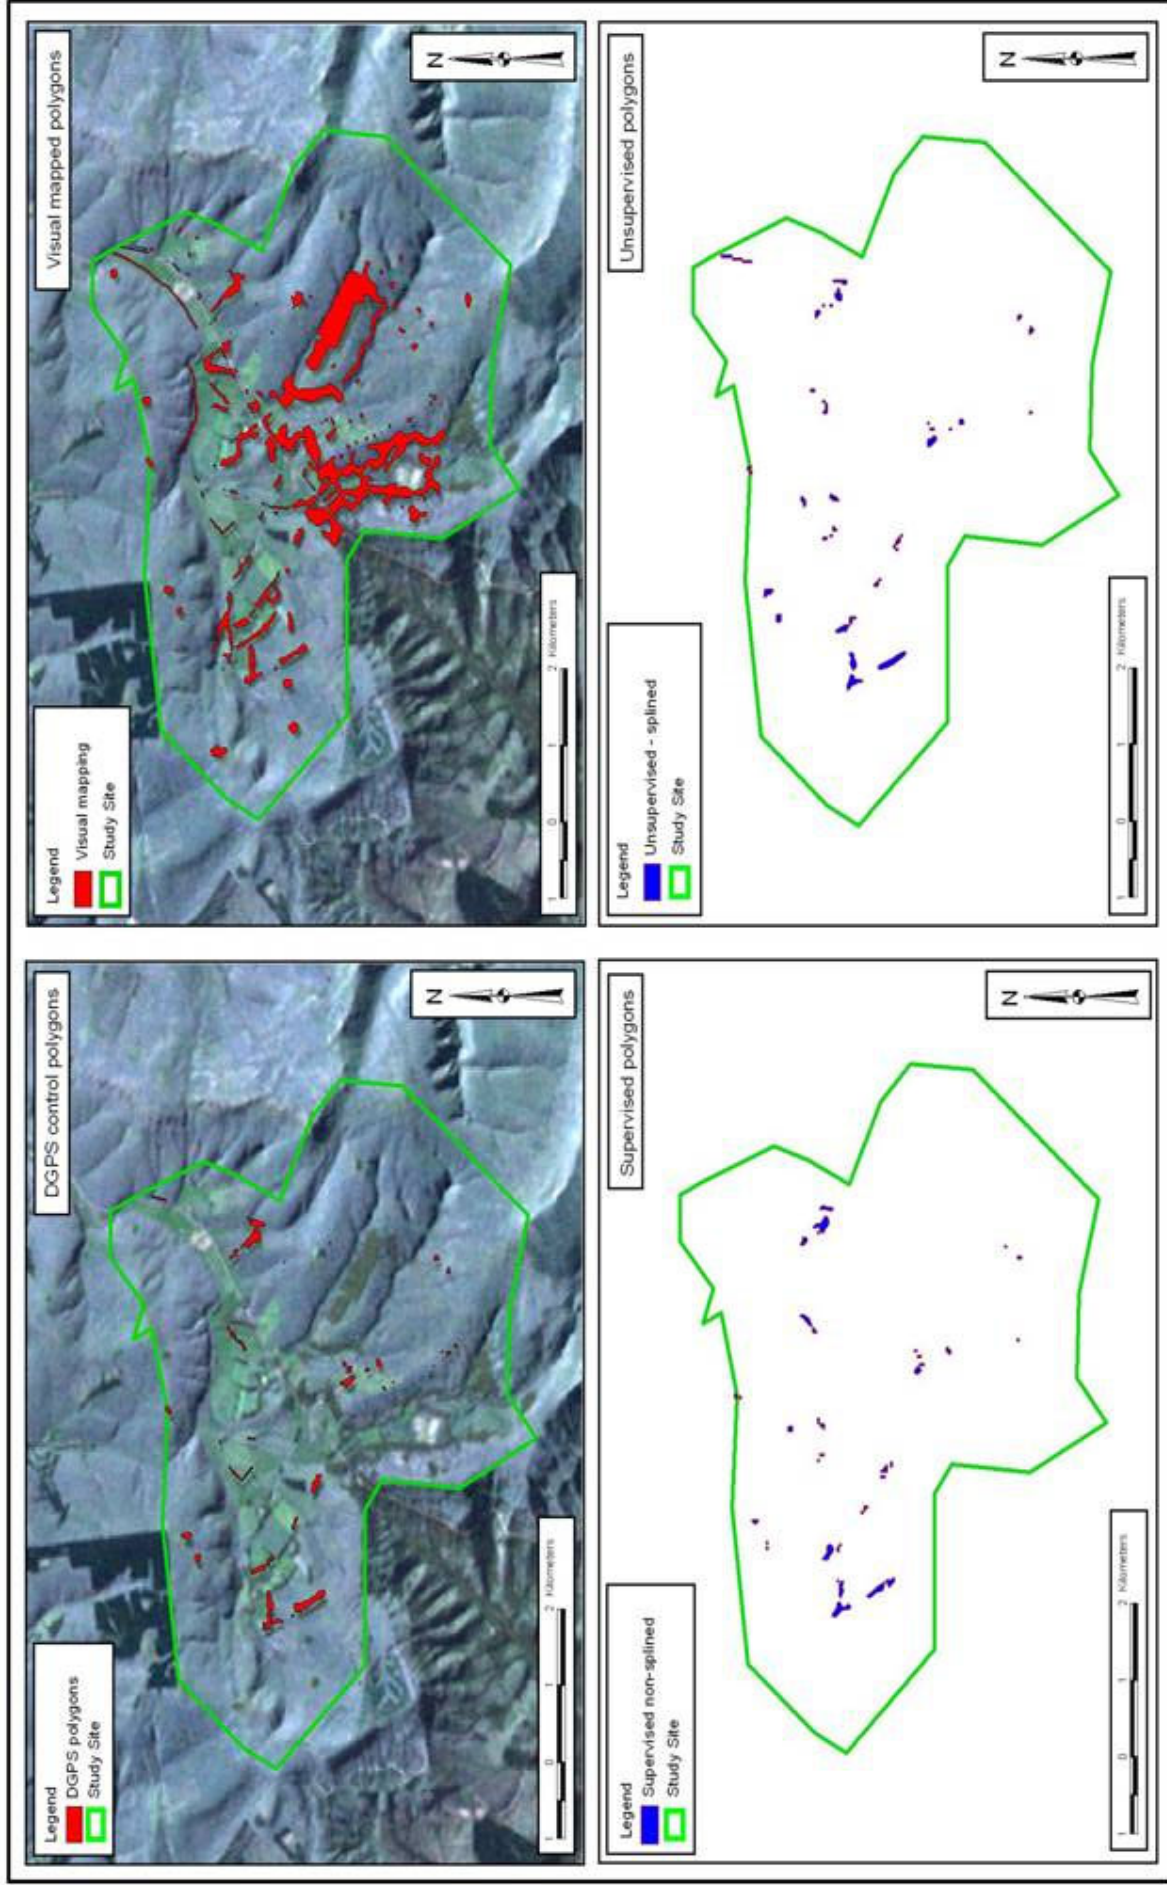 DGPS control polygons
Legend
DGPS polygons
Study Site
N
1 0 1 2 Kilometers
Visual mapped polygons
Legend
Visual mapping
Study Site
N
1 0 1 2 Kilometers
Supervised polygons
Legend
Supervised non-splined
Study Site
N
1 0 1 2 Kilometers
Unsupervised polygons
Legend
Unsupervised - splined
Study Site
N
1 0 1 2 Kilometers